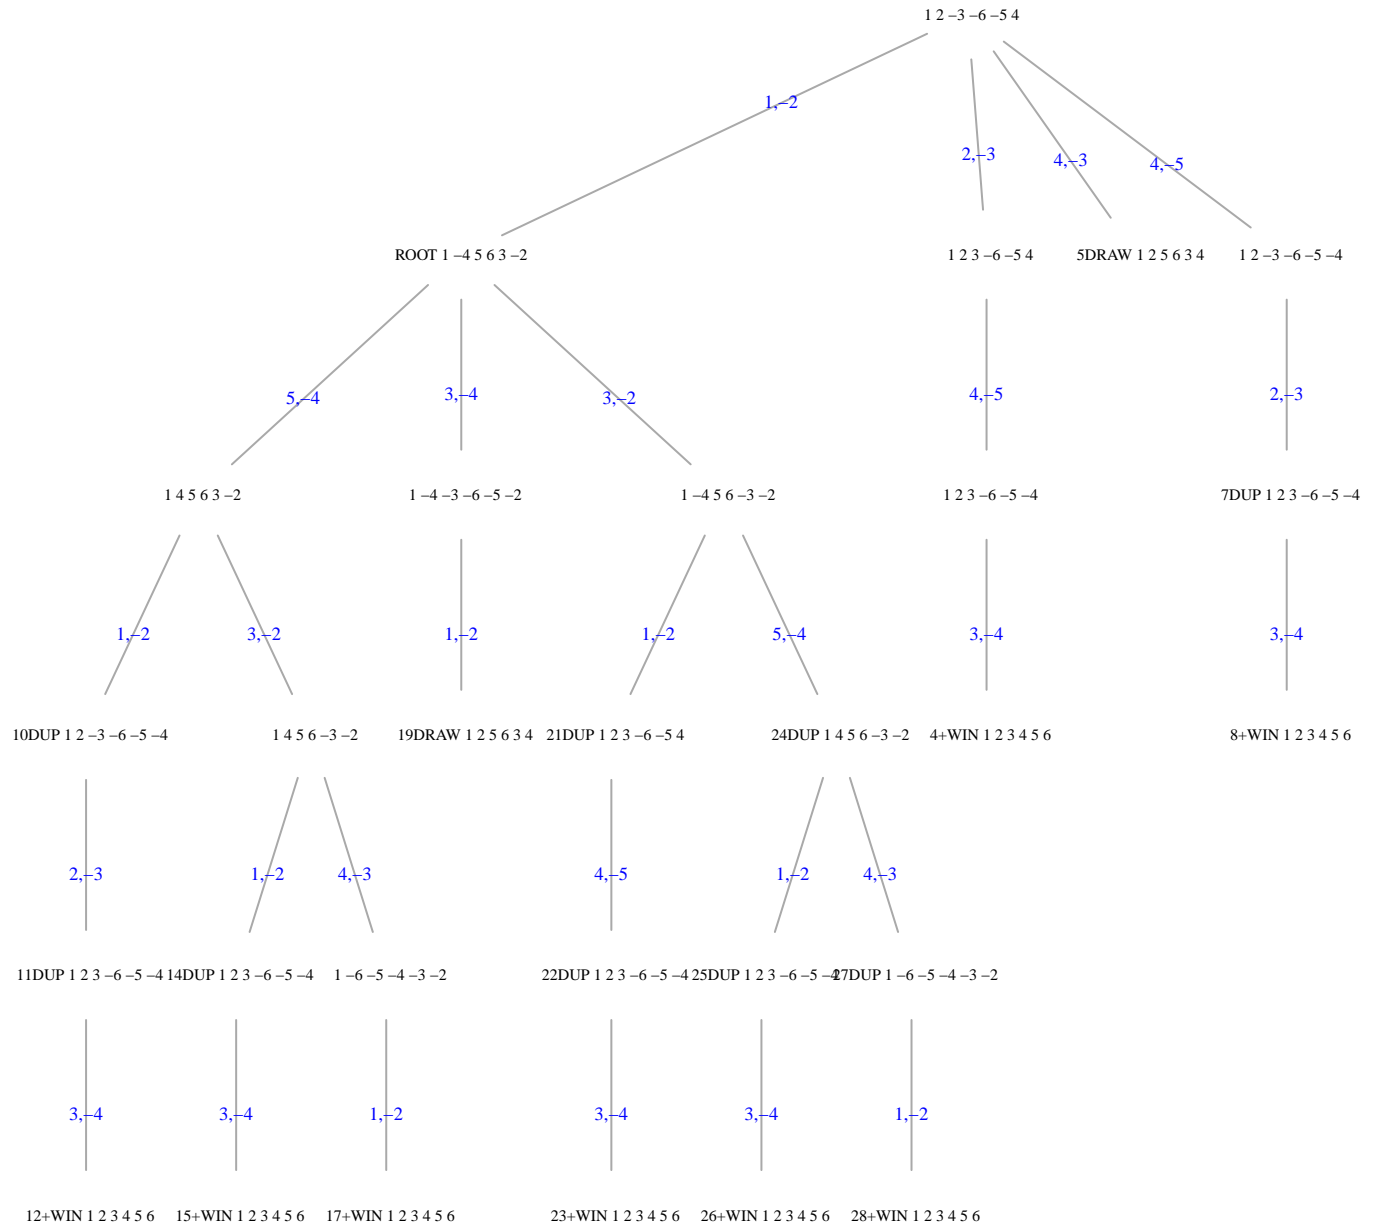 1 2 −3 −6 −5 4
1,−2
2,−3
4,−3
4,−5
ROOT 1 −4 5 6 3 −2
1 2 3 −6 −5 4
5DRAW 1 2 5 6 3 4
1 2 −3 −6 −5 −4
5,−4
3,−4
3,−2
4,−5
2,−3
1 4 5 6 3 −2
1 −4 −3 −6 −5 −2
1 −4 5 6 −3 −2
1 2 3 −6 −5 −4
7DUP 1 2 3 −6 −5 −4
1,−2
3,−2
1,−2
1,−2
5,−4
3,−4
3,−4
10DUP 1 2 −3 −6 −5 −4
1 4 5 6 −3 −2
19DRAW 1 2 5 6 3 4
21DUP 1 2 3 −6 −5 4
24DUP 1 4 5 6 −3 −2
4+WIN 1 2 3 4 5 6
8+WIN 1 2 3 4 5 6
2,−3
1,−2
4,−3
4,−5
1,−2
4,−3
11DUP 1 2 3 −6 −5 −4
14DUP 1 2 3 −6 −5 −4
1 −6 −5 −4 −3 −2
22DUP 1 2 3 −6 −5 −4
25DUP 1 2 3 −6 −5 −4
27DUP 1 −6 −5 −4 −3 −2
3,−4
3,−4
1,−2
3,−4
3,−4
1,−2
12+WIN 1 2 3 4 5 6
15+WIN 1 2 3 4 5 6
17+WIN 1 2 3 4 5 6
23+WIN 1 2 3 4 5 6
26+WIN 1 2 3 4 5 6
28+WIN 1 2 3 4 5 6